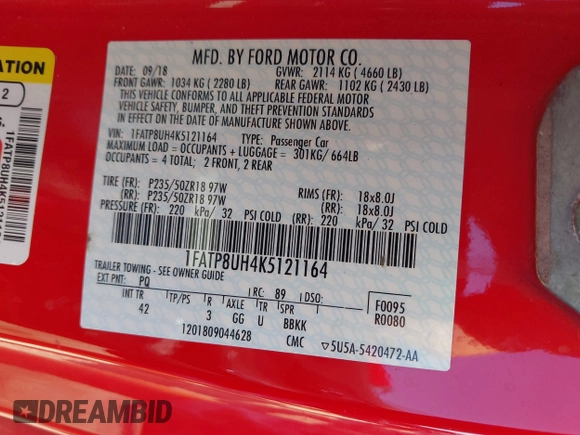 ATION
2
1FATP8UH4K5121164
MFD. BY FORD MOTOR CO.
DATE: 09/18 GVWR: 2114 KG ( 4660 LB)
FRONT GAWR: 1034 KG ( 2280 LB) REAR GAWR: 1102 KG ( 2430 LB)
THIS VEHICLE CONFORMS TO ALL APPLICABLE FEDERAL MOTOR
VEHICLE SAFETY, BUMPER, AND THEFT PREVENTION STANDARDS
IN EFFECT ON THE DATE OF MANUFACTURE SHOWN ABOVE.
VIN: 1FATP8UH4K5121164 TYPE: Passenger Car
MAXIMUM LOAD = OCCUPANTS + LUGGAGE = 301KG/ 664LB
OCCUPANTS = 4 TOTAL; 2 FRONT, 2 REAR
TIRE (FR): P235/50ZR18 97W RIMS (FR): 18x8.0J
(RR): P235/50ZR18 97W (RR): 18x8.0J
PRESSURE (FR): 220 kPa/ 32 PSI COLD (RR): 220 kPa/ 32 PSI COLD
1FATP8UH4K5121164
TRAILER TOWING - SEE OWNER GUIDE
EXT PNT: PQ RC: 89 DSO: F0095
R0080
INT TR TP/PS R AXLE TR SPR
42 3 GG U BBKK
1201809044628 CMC ▽5U5A-5420472-AA
DREAMBID